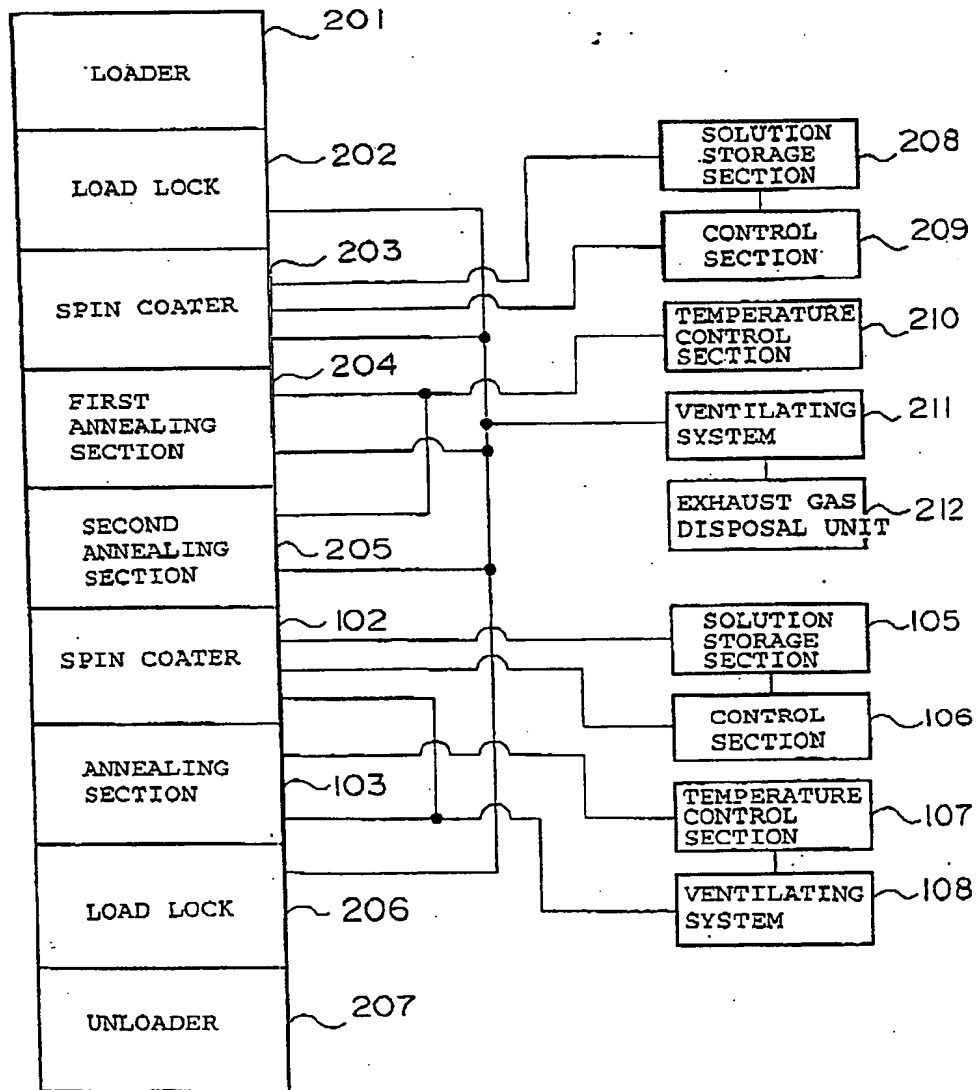 201
LOADER
202
LOAD LOCK
203
SPIN COATER
204
FIRST
ANNEALING
SECTION
SECOND
ANNEALING
SECTION
205
102
SPIN COATER
ANNEALING
SECTION
103
LOAD LOCK
206
UNLOADER
207
SOLUTION
STORAGE
SECTION
208
CONTROL
SECTION
209
TEMPERATURE
CONTROL
SECTION
210
VENTILATING
SYSTEM
211
EXHAUST GAS
DISPOSAL UNIT
212
SOLUTION
STORAGE
SECTION
105
CONTROL
SECTION
106
TEMPERATURE
CONTROL
SECTION
107
VENTILATING
SYSTEM
108